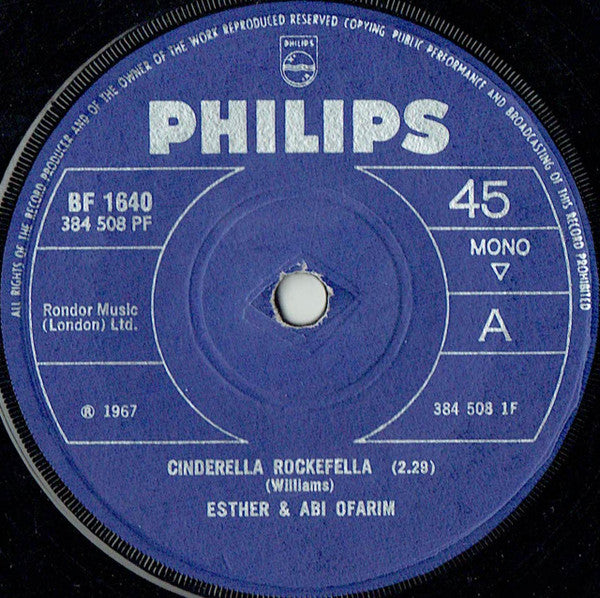 ALL RIGHTS OF THE RECORD PRODUCER AND OF THE OWNER OF THE WORK REPRODUCED RESERVED COPYING PUBLIC PERFORMANCE AND BROADCASTING OF THIS RECORD PROHIBITED
PHILIPS
PHILIPS
BF 1640
384 508 PF
45
MONO
Rondor Music
(London) Ltd.
A
℗ 1967
384 508 1F
CINDERELLA ROCKEFELLA (2.29)
(Williams)
ESTHER & ABI OFARIM